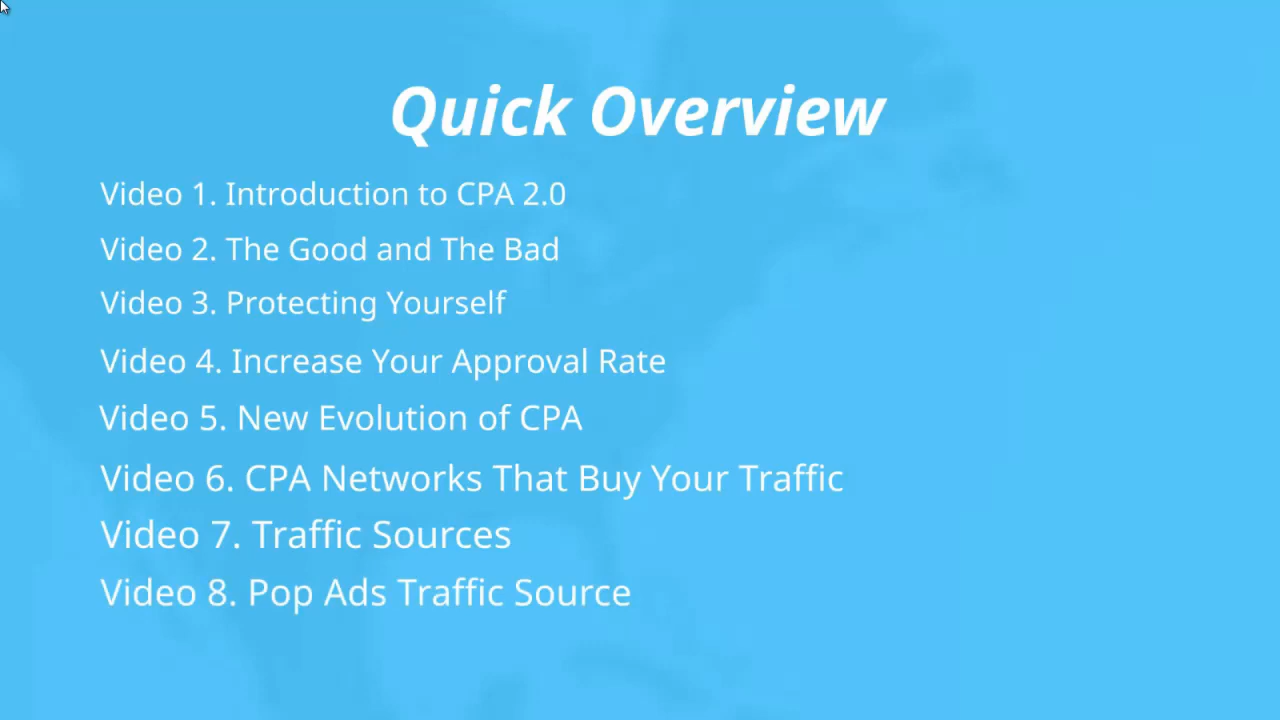 Quick Overview
Video 1. Introduction to CPA 2.0
Video 2. The Good and The Bad
Video 3. Protecting Yourself
Video 4. Increase Your Approval Rate
Video 5. New Evolution of CPA
Video 6. CPA Networks That Buy Your Traffic
Video 7. Traffic Sources
Video 8. Pop Ads Traffic Source